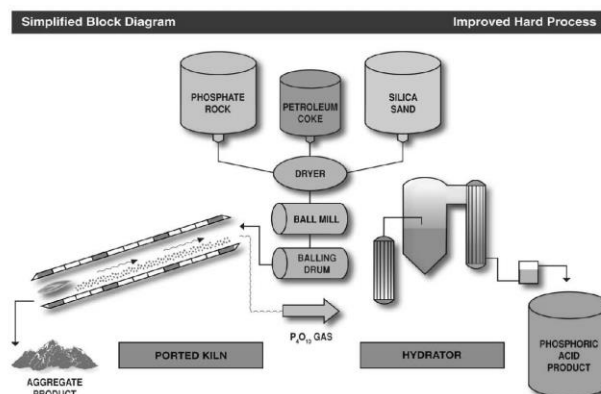 Simplified Block Diagram
Improved Hard Process
PHOSPHATE
ROCK
PETROLEUM
COKE
SILICA
SAND
DRYER
BALL MILL
BALLING
DRUM
P₄O₁₀ GAS
PORTED KILN
HYDRATOR
AGGREGATE
PRODUCT
PHOSPHORIC
ACID
PRODUCT